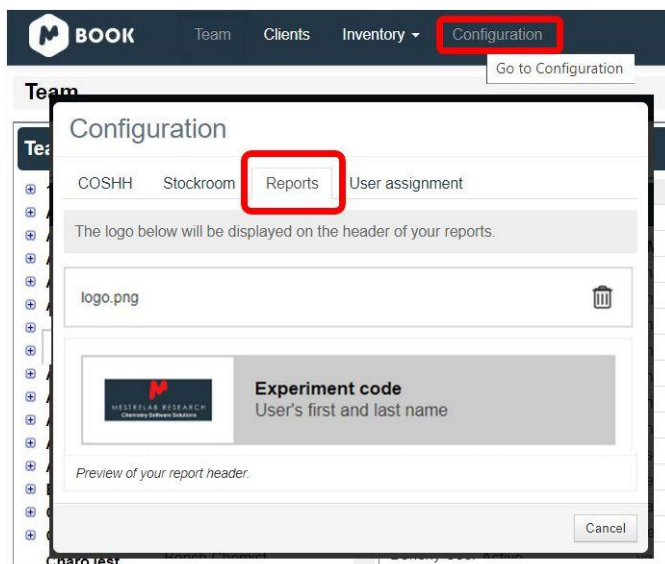 BOOK Team Clients Inventory Configuration
Go to Configuration
Team
Configuration
COSHH Stockroom Reports User assignment
The logo below will be displayed on the header of your reports.
logo.png
MESTRELAB RESEARCH
Chemistry Software Solutions
Experiment code
User's first and last name
Preview of your report header.
Cancel